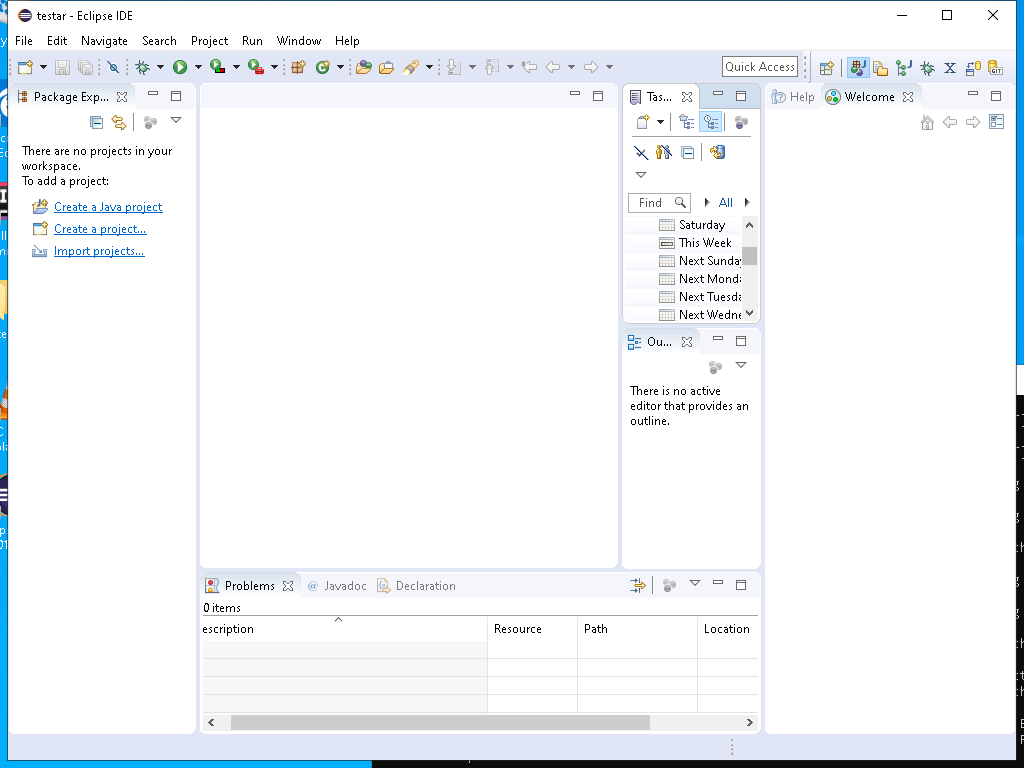 testar - Eclipse IDE
File Edit Navigate Search Project Run Window Help
Quick Access
Package Exp...
There are no projects in your
workspace.
To add a project:
Create a Java project
Create a project...
Import projects...
Tas...
Find
All
Saturday
This Week
Next Sunday
Next Monda
Next Tuesda
Next Wedne
Ou...
There is no active
editor that provides an
outline.
Help
Welcome
Problems
Javadoc
Declaration
0 items
escription Resource Path Location